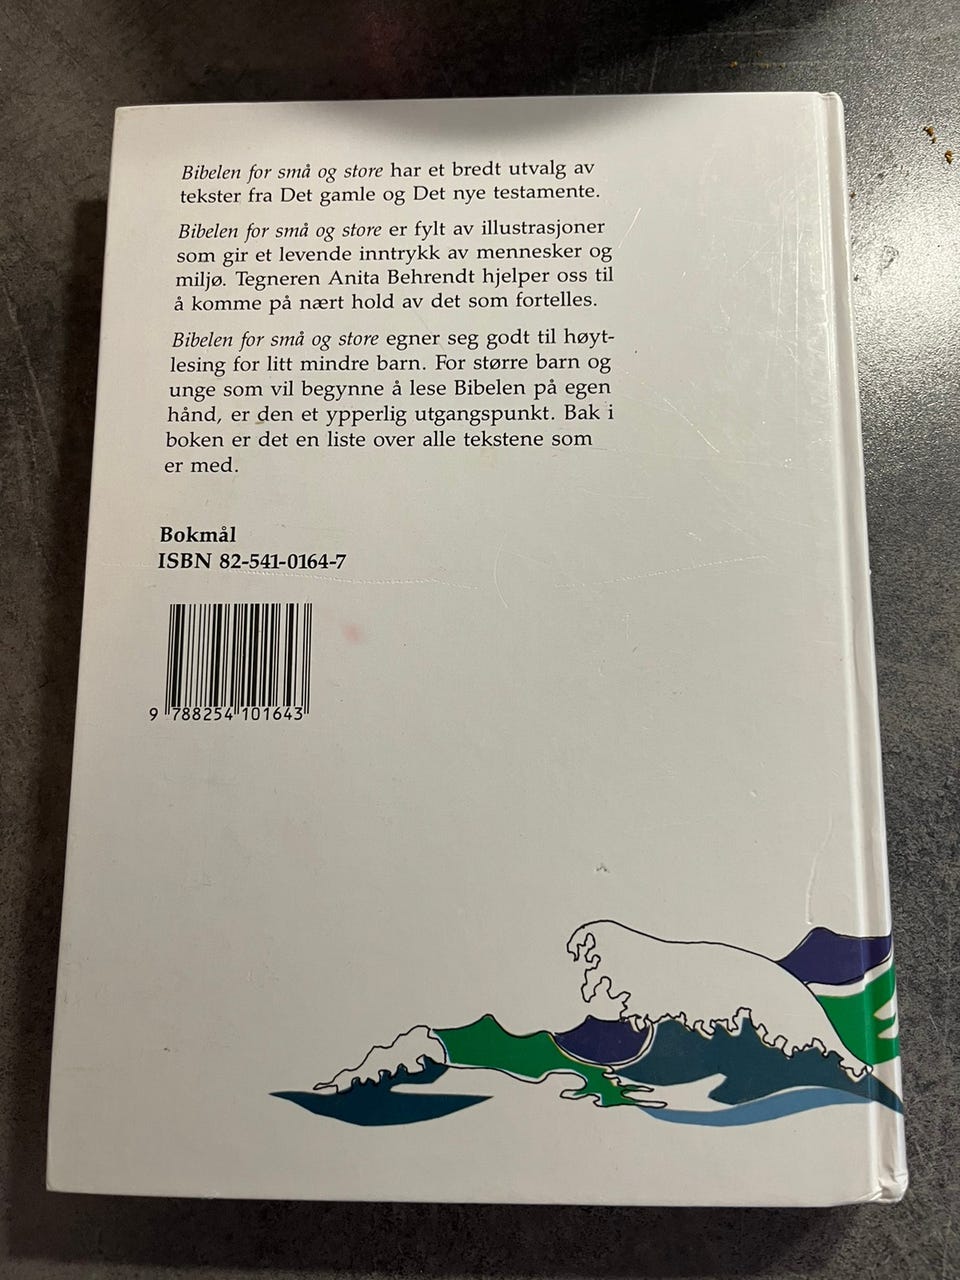 Bibelen for små og store har et bredt utvalg av
tekster fra Det gamle og Det nye testamente.
Bibelen for små og store er fylt av illustrasjoner
som gir et levende inntrykk av mennesker og
miljø. Tegneren Anita Behrendt hjelper oss til
å komme på nært hold av det som fortelles.
Bibelen for små og store egner seg godt til høyt-
lesing for litt mindre barn. For større barn og
unge som vil begynne å lese Bibelen på egen
hånd, er den et ypperlig utgangspunkt. Bak i
boken er det en liste over alle tekstene som
er med.
Bokmål
ISBN 82-541-0164-7
9 788254 101643